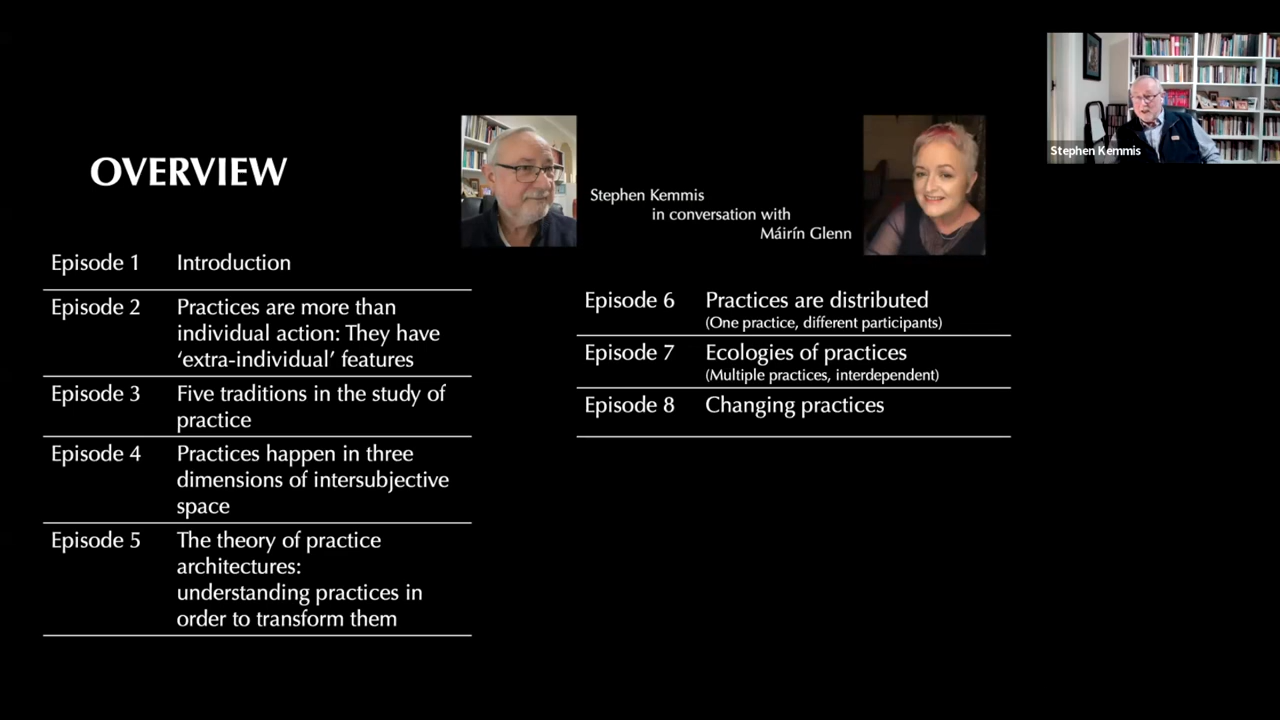 OVERVIEW
Stephen Kemmis
in conversation with
Máirín Glenn
Stephen Kemmis
Episode 1 Introduction
Episode 2 Practices are more than
individual action: They have
‘extra-individual’ features
Episode 3 Five traditions in the study of
practice
Episode 4 Practices happen in three
dimensions of intersubjective
space
Episode 5 The theory of practice
architectures:
understanding practices in
order to transform them
Episode 6 Practices are distributed
(One practice, different participants)
Episode 7 Ecologies of practices
(Multiple practices, interdependent)
Episode 8 Changing practices